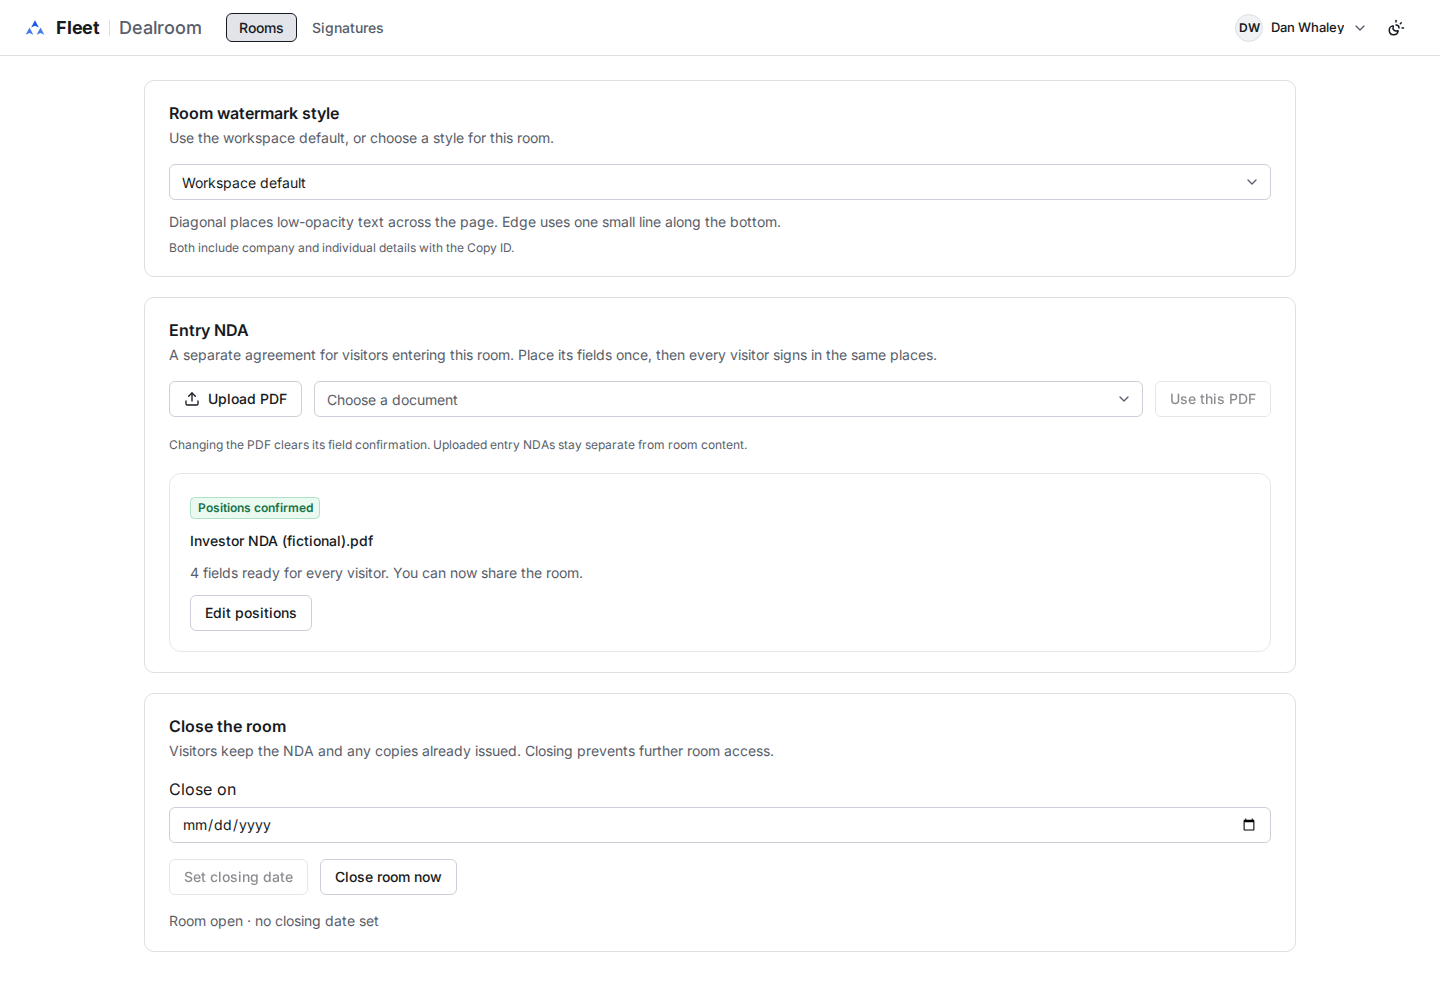 Fleet Dealroom Rooms Signatures DW Dan Whaley
Room watermark style
Use the workspace default, or choose a style for this room.
Workspace default
Diagonal places low-opacity text across the page. Edge uses one small line along the bottom.
Both include company and individual details with the Copy ID.
Entry NDA
A separate agreement for visitors entering this room. Place its fields once, then every visitor signs in the same places.
Upload PDF Choose a document Use this PDF
Changing the PDF clears its field confirmation. Uploaded entry NDAs stay separate from room content.
Positions confirmed
Investor NDA (fictional).pdf
4 fields ready for every visitor. You can now share the room.
Edit positions
Close the room
Visitors keep the NDA and any copies already issued. Closing prevents further room access.
Close on
mm/dd/yyyy
Set closing date Close room now
Room open · no closing date set